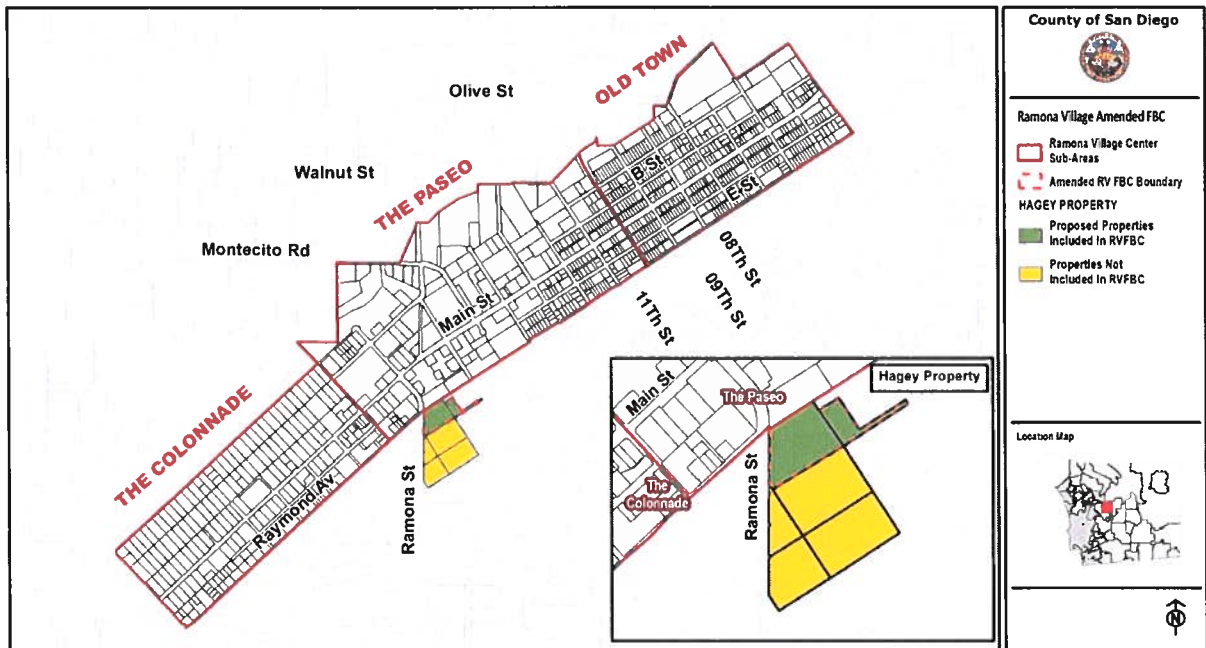 Olive St
OLD TOWN
Walnut St
THE PASEO
B St
E St
Montecito Rd
08Th St
09Th St
11Th St
Main St
THE COLONNADE
Raymond Av
Ramona St
Hagey Property
Main St
The Paseo
Ramona St
The
Colonnade
County of San Diego
Ramona Village Amended FBC
Ramona Village Center
Sub-Areas
Amended RV FBC Boundary
HAGEY PROPERTY
Proposed Properties
Included In RVFBC
Properties Not
Included In RVFBC
Location Map
N